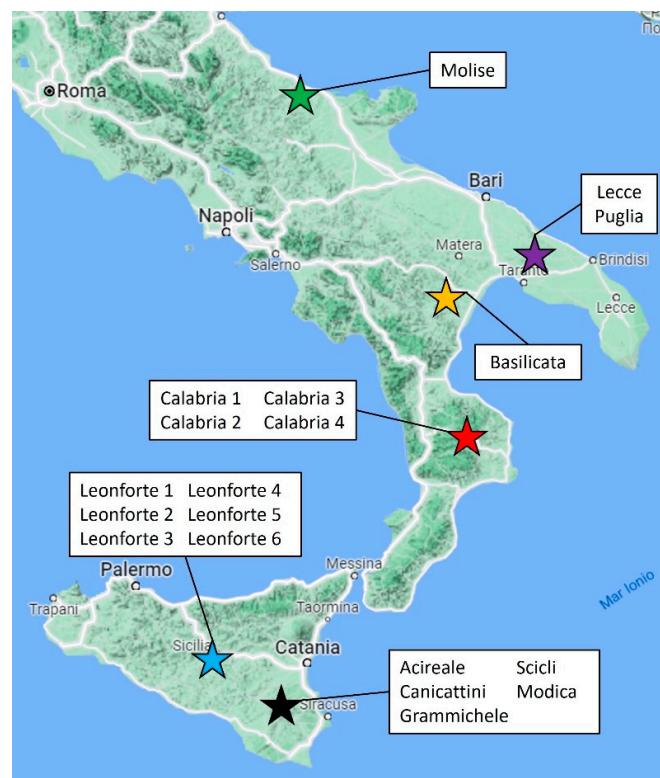 Molise
Roma
Bari
Lecce
Puglia
Napoli
Matera
Salerno
Taranto
Brindisi
Lecce
Basilicata
Calabria 1 Calabria 3
Calabria 2 Calabria 4
Leonforte 1 Leonforte 4
Leonforte 2 Leonforte 5
Leonforte 3 Leonforte 6
Messina
Palermo
Trapani
Taormina
Mar Ionio
Sicilia
Catania
Acireale Scicli
Canicattini Modica
Grammichele
Siracusa